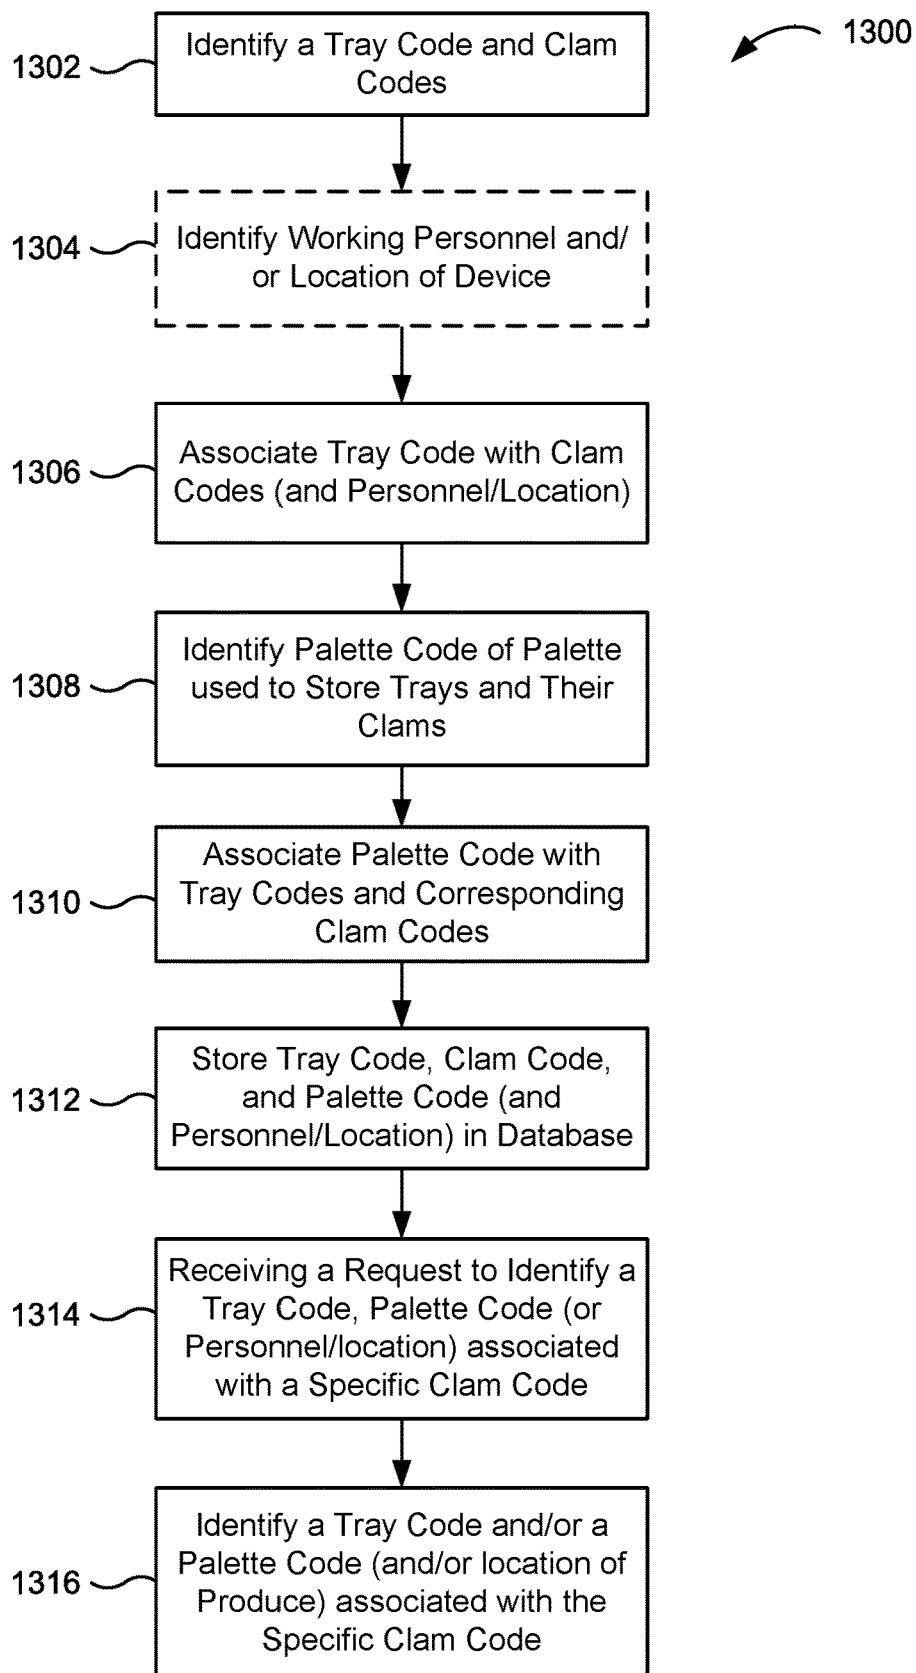 1300
1302
Identify a Tray Code and Clam
Codes
1304
Identify Working Personnel and/
or Location of Device
1306
Associate Tray Code with Clam
Codes (and Personnel/Location)
1308
Identify Palette Code of Palette
used to Store Trays and Their
Clams
1310
Associate Palette Code with
Tray Codes and Corresponding
Clam Codes
1312
Store Tray Code, Clam Code,
and Palette Code (and
Personnel/Location) in Database
1314
Receiving a Request to Identify a
Tray Code, Palette Code (or
Personnel/location) associated
with a Specific Clam Code
1316
Identify a Tray Code and/or a
Palette Code (and/or location of
Produce) associated with the
Specific Clam Code